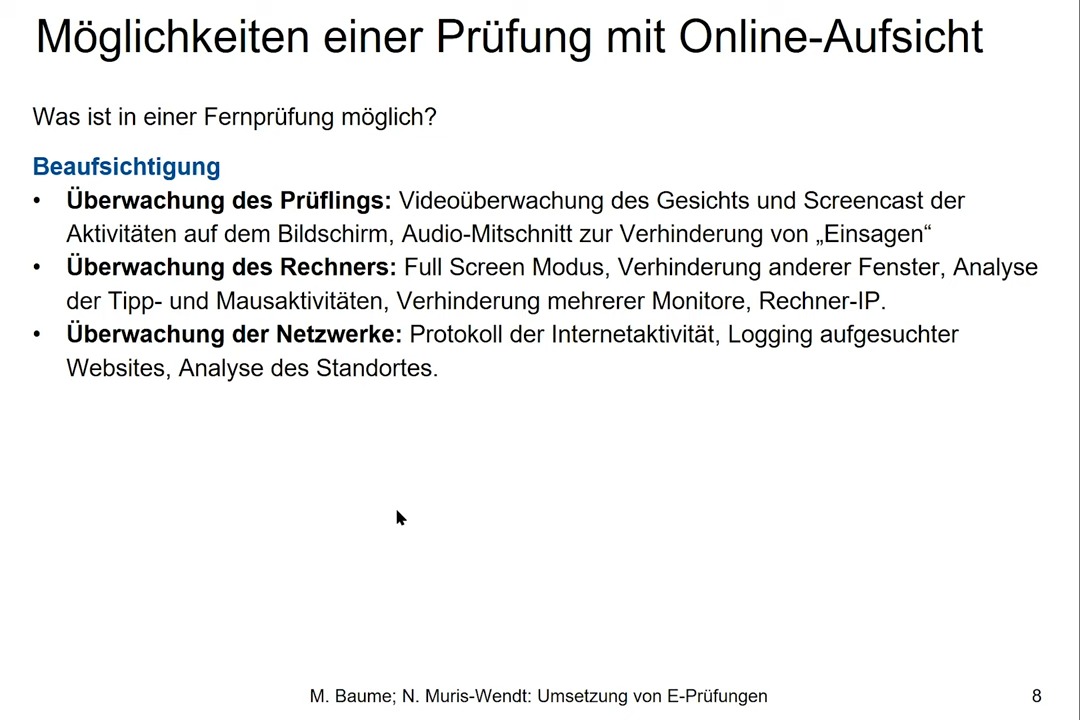 Möglichkeiten einer Prüfung mit Online-Aufsicht
Was ist in einer Fernprüfung möglich?
Beaufsichtigung
• Überwachung des Prüflings: Videoüberwachung des Gesichts und Screencast der
Aktivitäten auf dem Bildschirm, Audio-Mitschnitt zur Verhinderung von „Einsagen“
• Überwachung des Rechners: Full Screen Modus, Verhinderung anderer Fenster, Analyse
der Tipp- und Mausaktivitäten, Verhinderung mehrerer Monitore, Rechner-IP.
• Überwachung der Netzwerke: Protokoll der Internetaktivität, Logging aufgesuchter
Websites, Analyse des Standortes.
M. Baume; N. Muris-Wendt: Umsetzung von E-Prüfungen
8